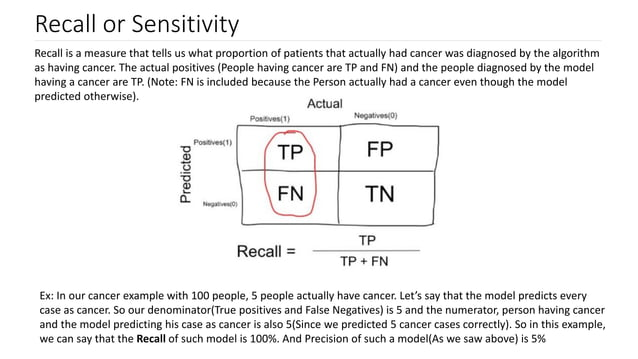 Recall or Sensitivity
Recall is a measure that tells us what proportion of patients that actually had cancer was diagnosed by the algorithm
as having cancer. The actual positives (People having cancer are TP and FN) and the people diagnosed by the model
having a cancer are TP. (Note: FN is included because the Person actually had a cancer even though the model
predicted otherwise).
Actual
Positives(1) Negatives(0)
Predicted
Positives(1) TP FP
Negatives(0) FN TN
Recall = TP
TP + FN
Ex: In our cancer example with 100 people, 5 people actually have cancer. Let’s say that the model predicts every
case as cancer. So our denominator(True positives and False Negatives) is 5 and the numerator, person having cancer
and the model predicting his case as cancer is also 5(Since we predicted 5 cancer cases correctly). So in this example,
we can say that the Recall of such model is 100%. And Precision of such a model(As we saw above) is 5%